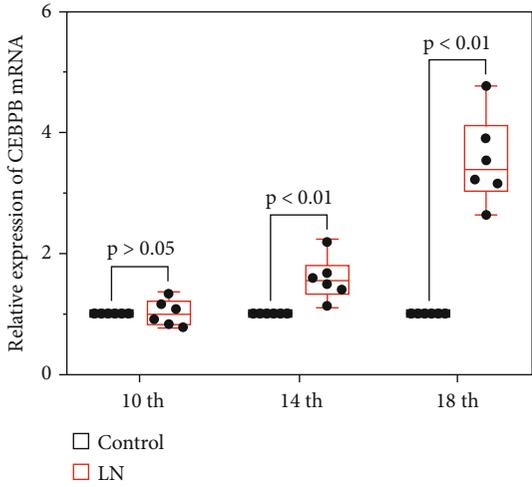 Relative expression of CEBPB mRNA
6
4
2
0
p > 0.05
p < 0.01
p < 0.01
10 th
14 th
18 th
Control
LN